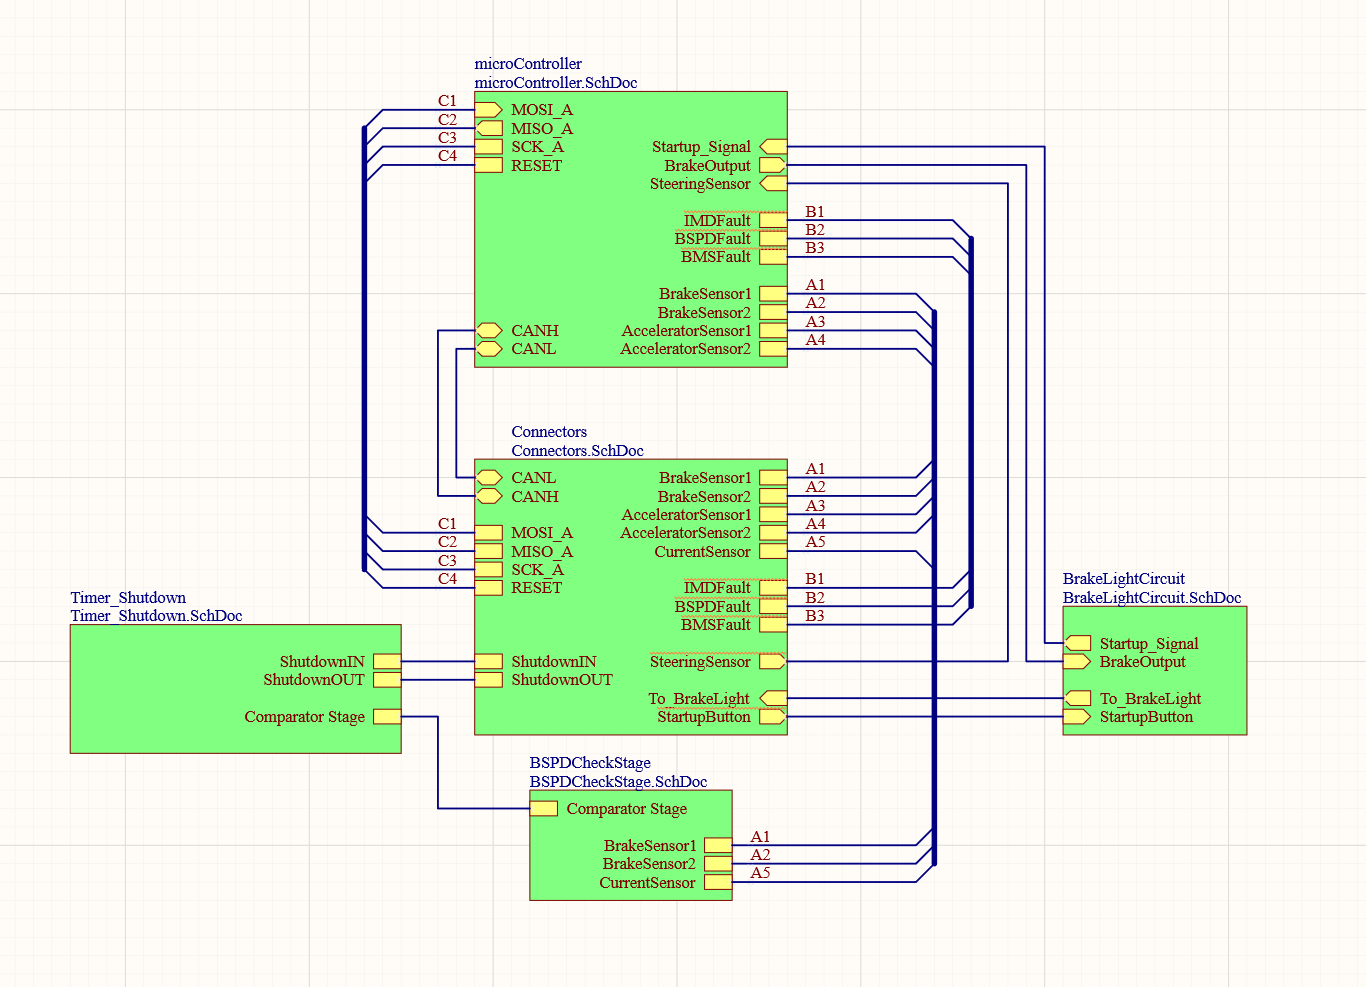 microController
microController.SchDoc
C1
MOSI_A
C2
MISO_A
C3
SCK_A
C4
RESET
Startup_Signal
BrakeOutput
SteeringSensor
IMDFault
B1
BSPDFault
B2
BMSFault
B3
BrakeSensor1
A1
BrakeSensor2
A2
CANH
AcceleratorSensor1
A3
CANL
AcceleratorSensor2
A4
Connectors
Connectors.SchDoc
CANL
BrakeSensor1
A1
CANH
BrakeSensor2
A2
AcceleratorSensor1
A3
C1
MOSI_A
AcceleratorSensor2
A4
C2
MISO_A
CurrentSensor
A5
C3
SCK_A
C4
RESET
IMDFault
B1
BSPDFault
B2
BMSFault
B3
SteeringSensor
ShutdownIN
ShutdownOUT
To_BrakeLight
StartupButton
Timer_Shutdown
Timer_Shutdown.SchDoc
ShutdownIN
ShutdownOUT
Comparator Stage
BrakeLightCircuit
BrakeLightCircuit.SchDoc
Startup_Signal
BrakeOutput
To_BrakeLight
StartupButton
BSPDCheckStage
BSPDCheckStage.SchDoc
Comparator Stage
BrakeSensor1
A1
BrakeSensor2
A2
CurrentSensor
A5